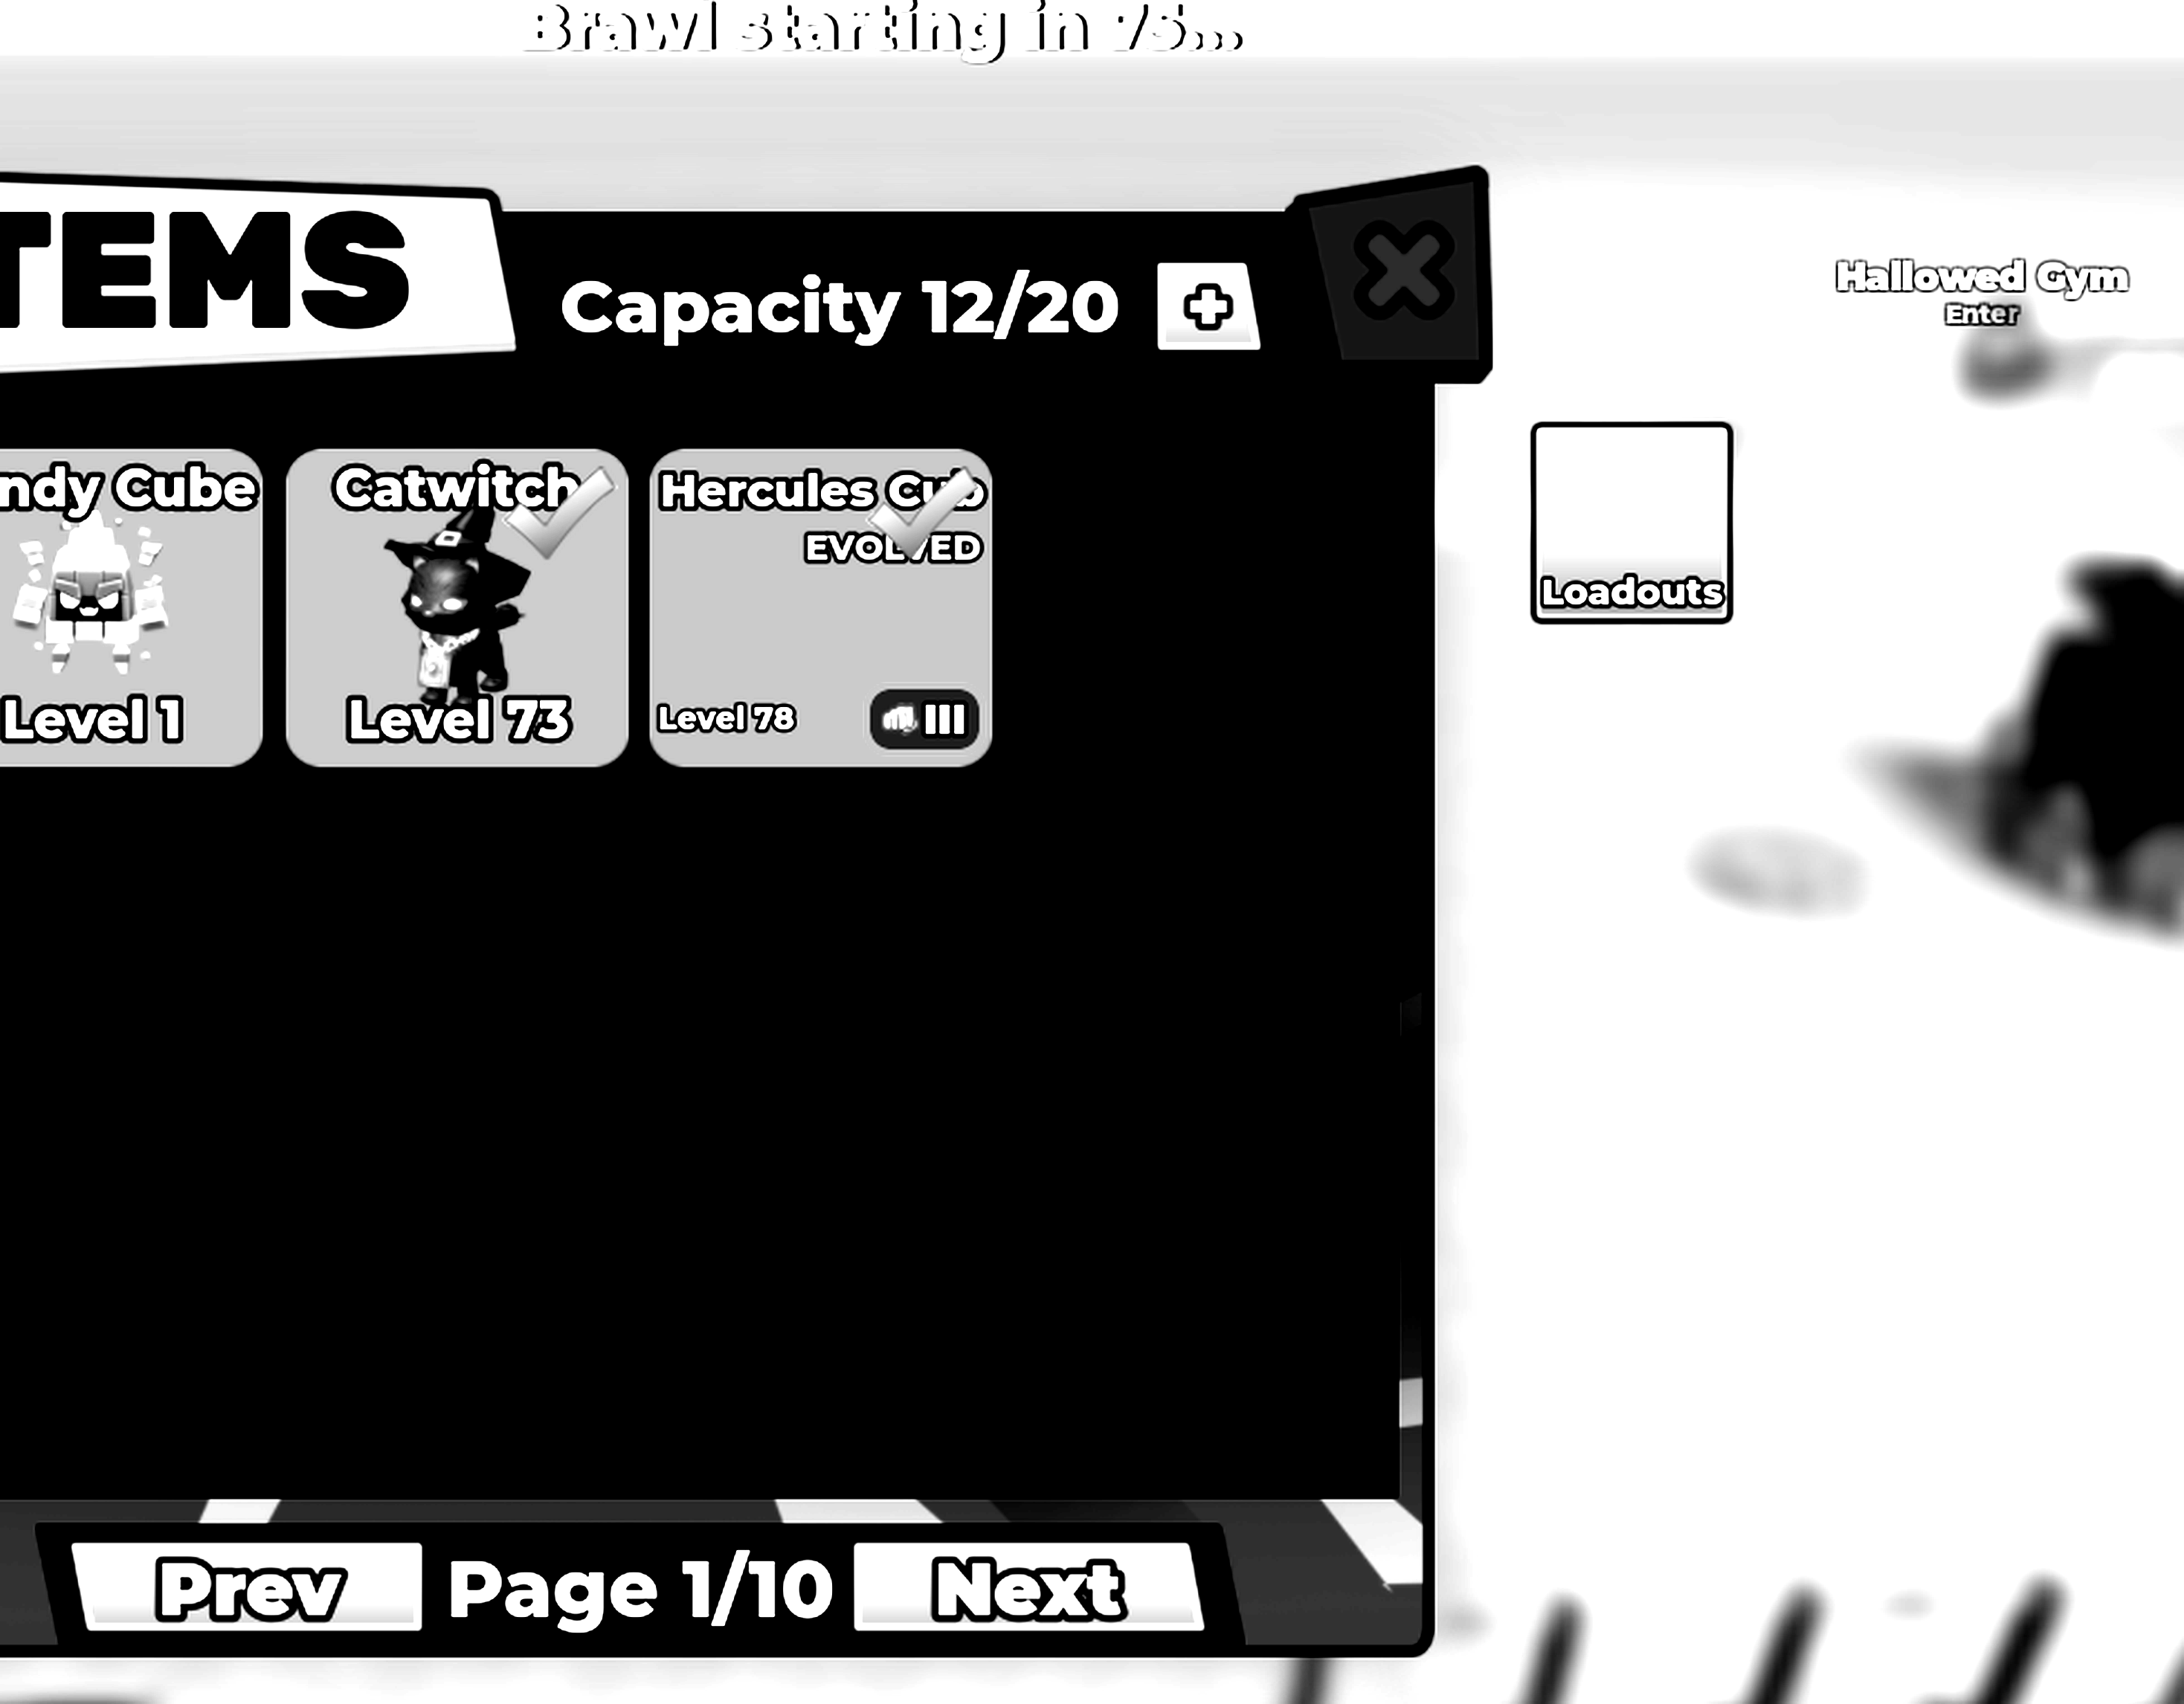 Brawl starting in 75...
TEMS
Capacity 12/20
Hallowed Gym
Enter
ndy Cube
Catwitch
Hercules Cub
EVOLVED
Loadouts
Level 1
Level 73
Level 78
III
Prev
Page 1/10
Next